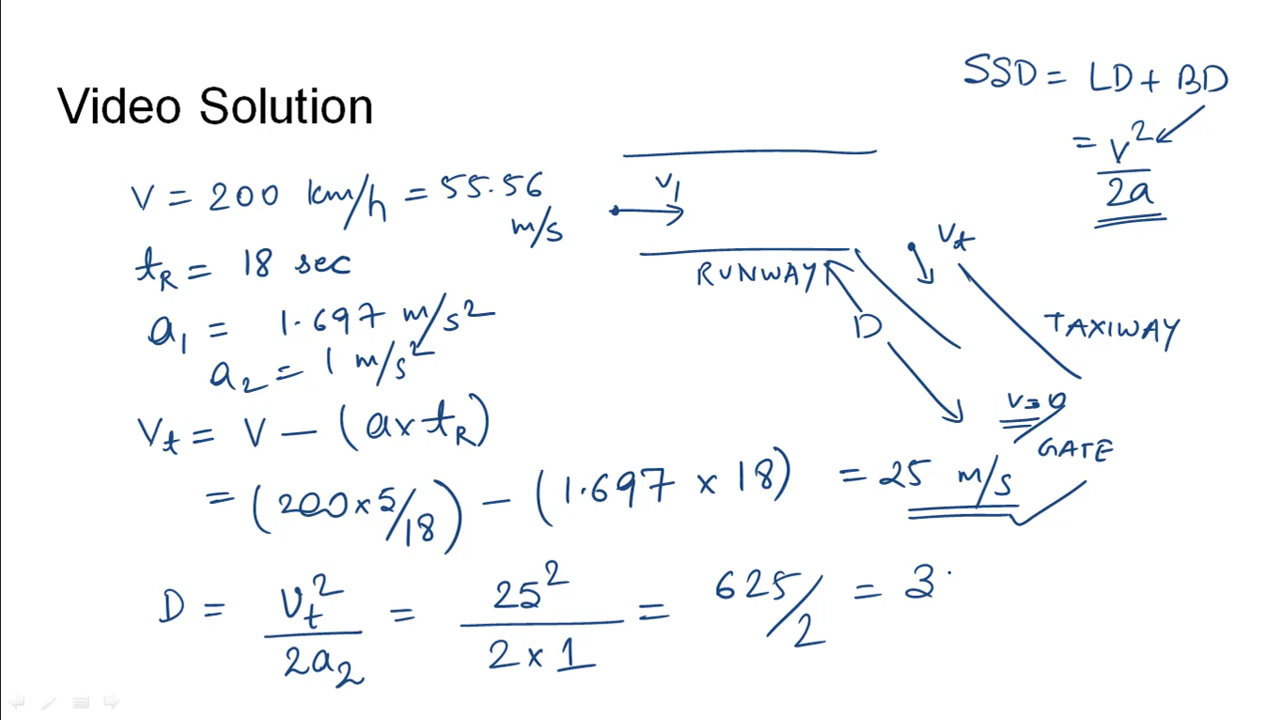 SSD = LD + BD
Video Solution
= v²/2a
V = 200 km/h = 55.56 m/s
V₁
Vₜ
t_R = 18 sec
RUNWAY
a₁ = 1.697 m/s²
D
TAXIWAY
a₂ = 1 m/s²
V=0
GATE
Vₜ = V − (a×t_R)
= (200×5/18) − (1.697 × 18) = 25 m/s
D = Vₜ²/2a₂ = 25²/2×1 = 625/2 = 3.